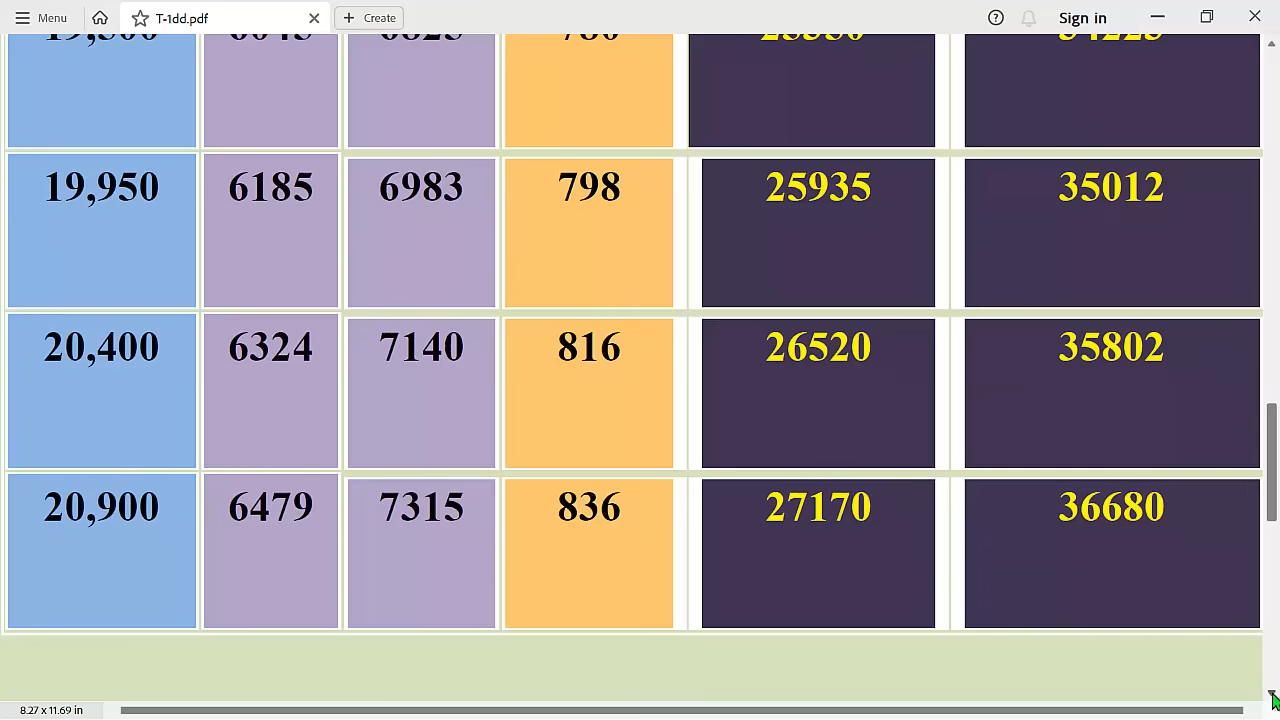 Menu T-1dd.pdf Create Sign in
19,950 6185 6983 798 25935 35012
20,400 6324 7140 816 26520 35802
20,900 6479 7315 836 27170 36680
8.27 x 11.69 in